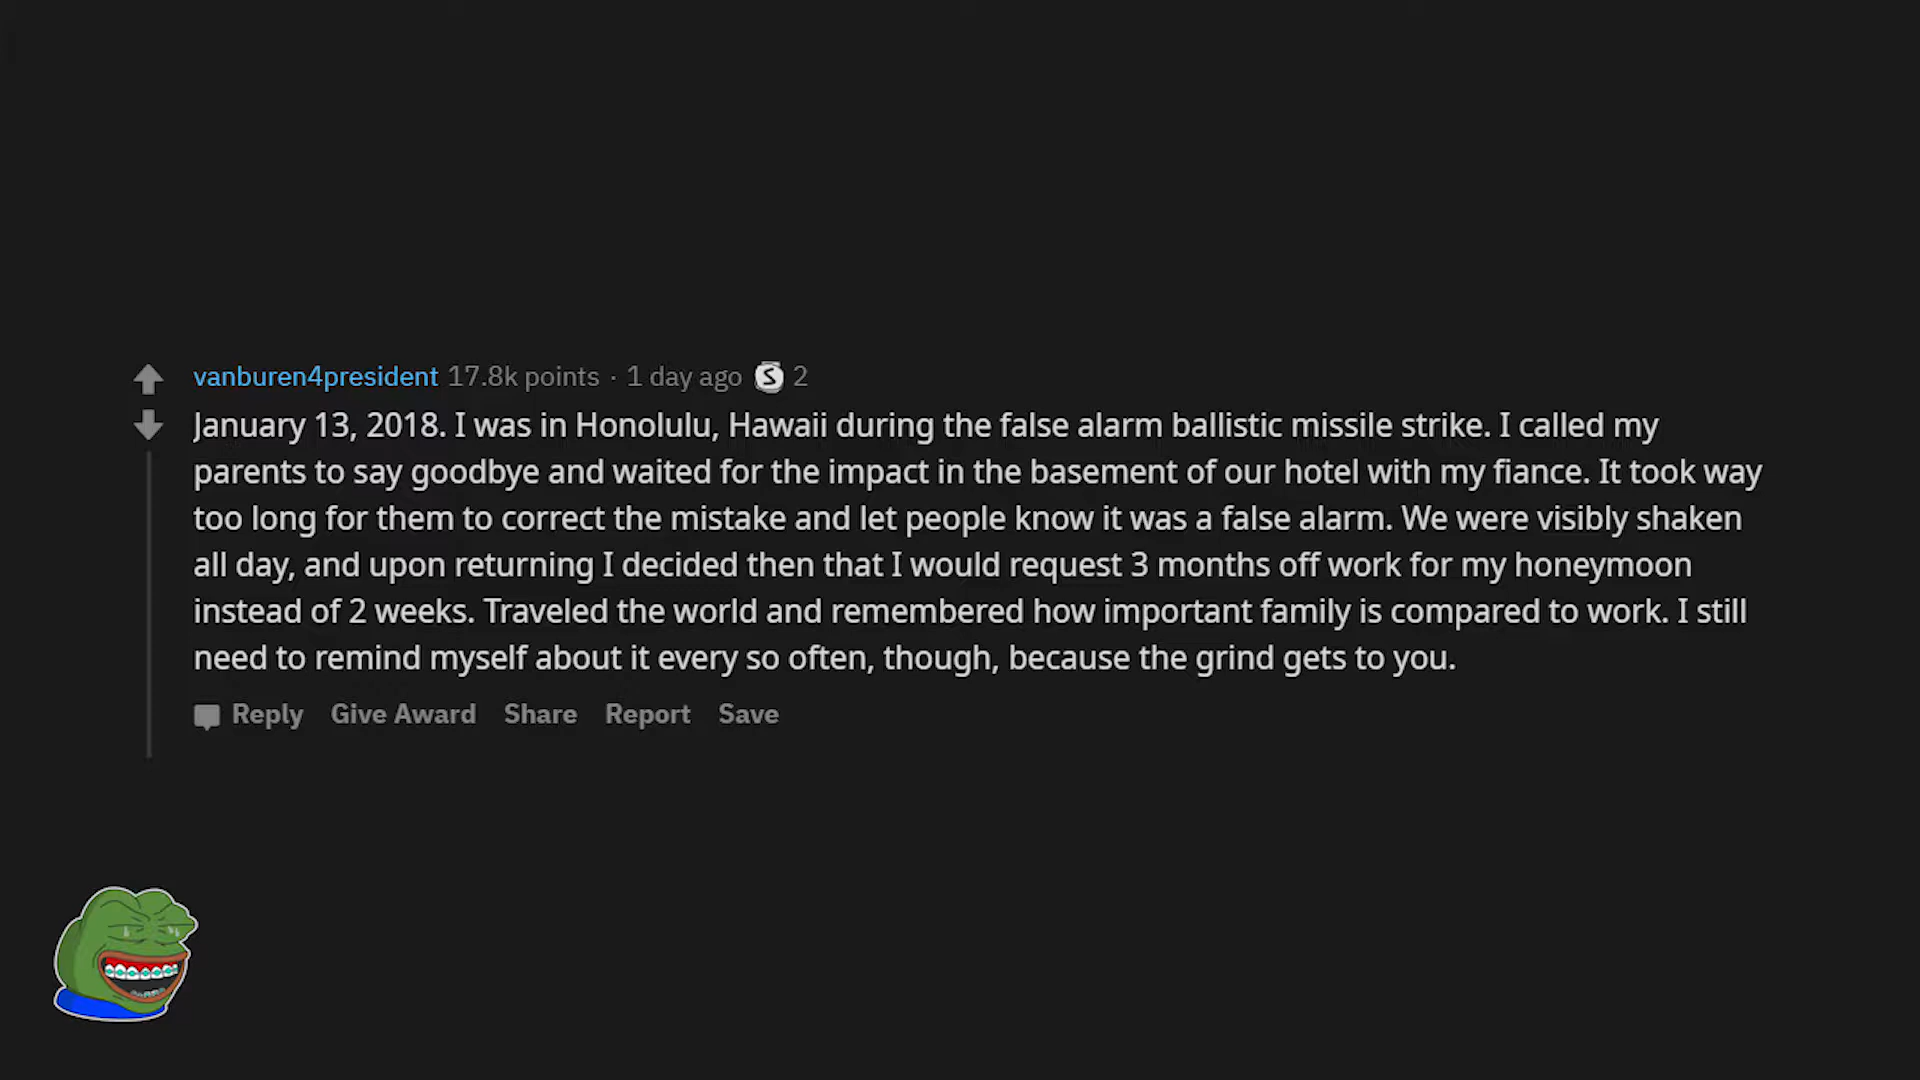 vanburen4president 17.8k points · 1 day ago S 2
January 13, 2018. I was in Honolulu, Hawaii during the false alarm ballistic missile strike. I called my
parents to say goodbye and waited for the impact in the basement of our hotel with my fiance. It took way
too long for them to correct the mistake and let people know it was a false alarm. We were visibly shaken
all day, and upon returning I decided then that I would request 3 months off work for my honeymoon
instead of 2 weeks. Traveled the world and remembered how important family is compared to work. I still
need to remind myself about it every so often, though, because the grind gets to you.
Reply Give Award Share Report Save